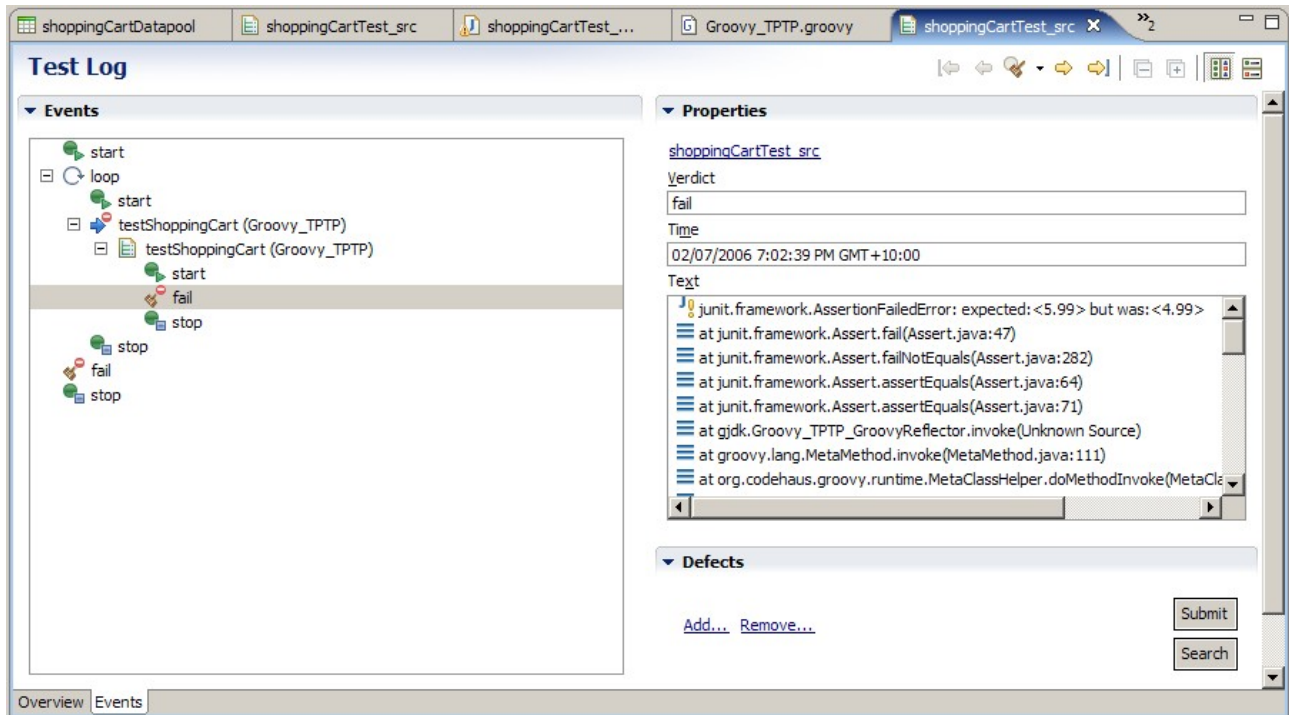 shoppingCartDatapool shoppingCartTest_src shoppingCartTest_... Groovy_TPTP.groovy shoppingCartTest_src »2
Test Log
Events
start
loop
start
testShoppingCart (Groovy_TPTP)
testShoppingCart (Groovy_TPTP)
start
fail
stop
stop
fail
stop
Properties
shoppingCartTest_src
Verdict
fail
Time
02/07/2006 7:02:39 PM GMT+10:00
Text
junit.framework.AssertionFailedError: expected:<5.99> but was:<4.99>
at junit.framework.Assert.fail(Assert.java:47)
at junit.framework.Assert.failNotEquals(Assert.java:282)
at junit.framework.Assert.assertEquals(Assert.java:64)
at junit.framework.Assert.assertEquals(Assert.java:71)
at gjdk.Groovy_TPTP_GroovyReflector.invoke(Unknown Source)
at groovy.lang.MetaMethod.invoke(MetaMethod.java:111)
at org.codehaus.groovy.runtime.MetaClassHelper.doMethodInvoke(MetaCla
Defects
Add... Remove...
Submit
Search
Overview Events